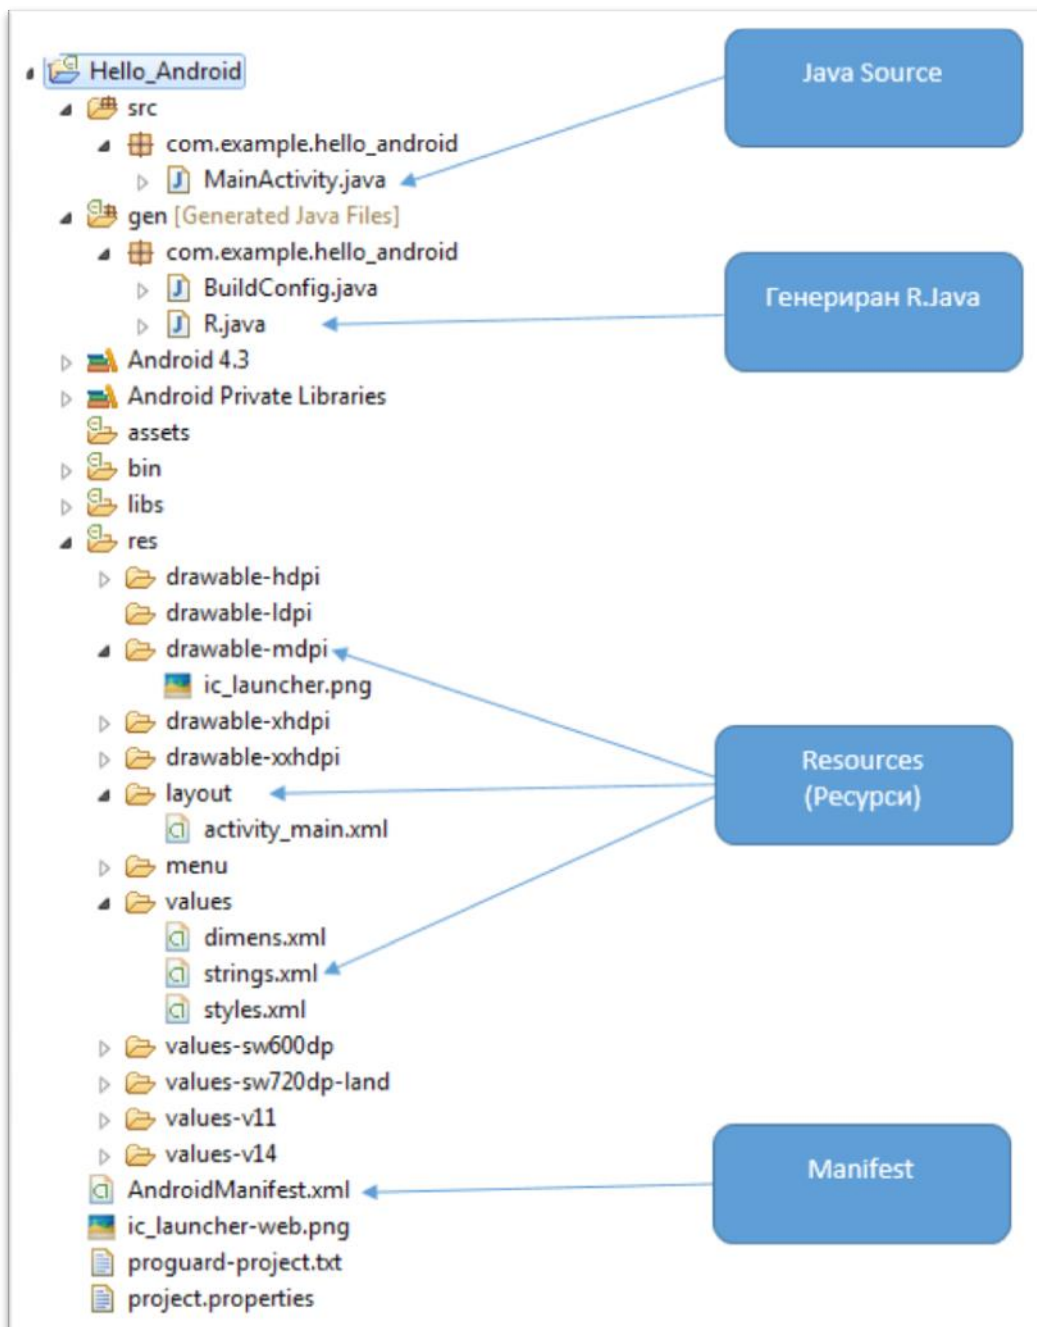 Hello_Android
Java Source
src
com.example.hello_android
MainActivity.java
gen [Generated Java Files]
com.example.hello_android
BuildConfig.java
Генериран R.Java
R.java
Android 4.3
Android Private Libraries
assets
bin
libs
res
drawable-hdpi
drawable-ldpi
drawable-mdpi
ic_launcher.png
drawable-xhdpi
drawable-xxhdpi
Resources
(Ресурси)
layout
activity_main.xml
menu
values
dimens.xml
strings.xml
styles.xml
values-sw600dp
values-sw720dp-land
values-v11
values-v14
Manifest
AndroidManifest.xml
ic_launcher-web.png
proguard-project.txt
project.properties